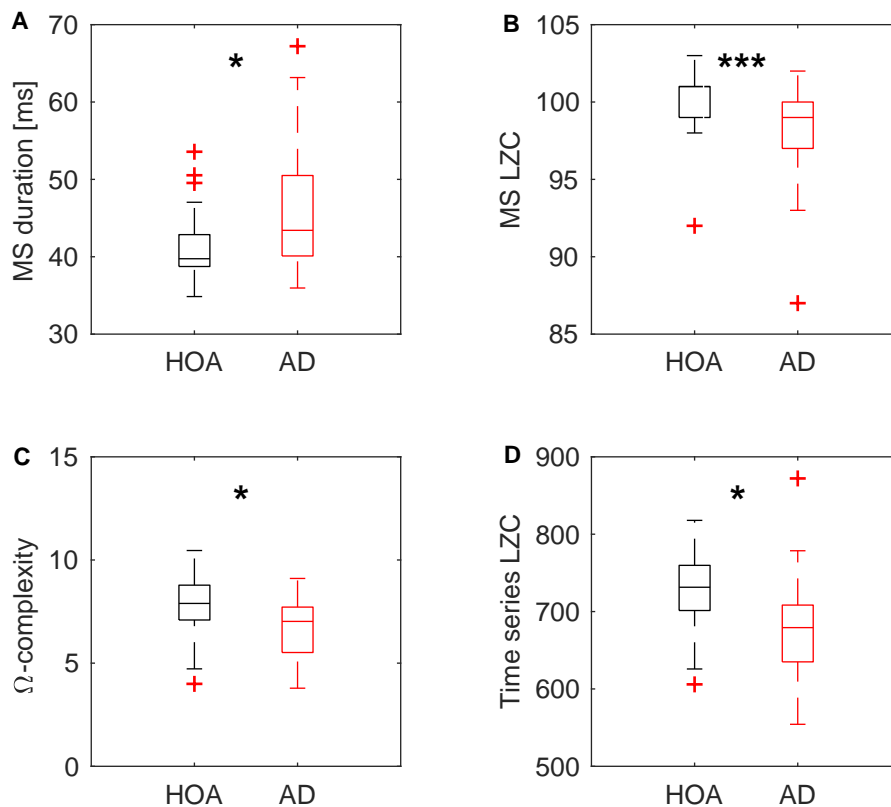 A
MS duration [ms]
70
60
50
40
30
*
HOA AD
B
MS LZC
105
100
95
90
85
***
HOA AD
C
Ω-complexity
15
10
5
0
*
HOA AD
D
Time series LZC
900
800
700
600
500
*
HOA AD